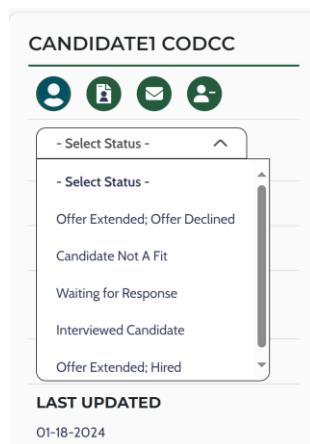 CANDIDATE1 CODCC
- Select Status -
- Select Status -
Offer Extended; Offer Declined
Candidate Not A Fit
Waiting for Response
Interviewed Candidate
Offer Extended; Hired
LAST UPDATED
01-18-2024